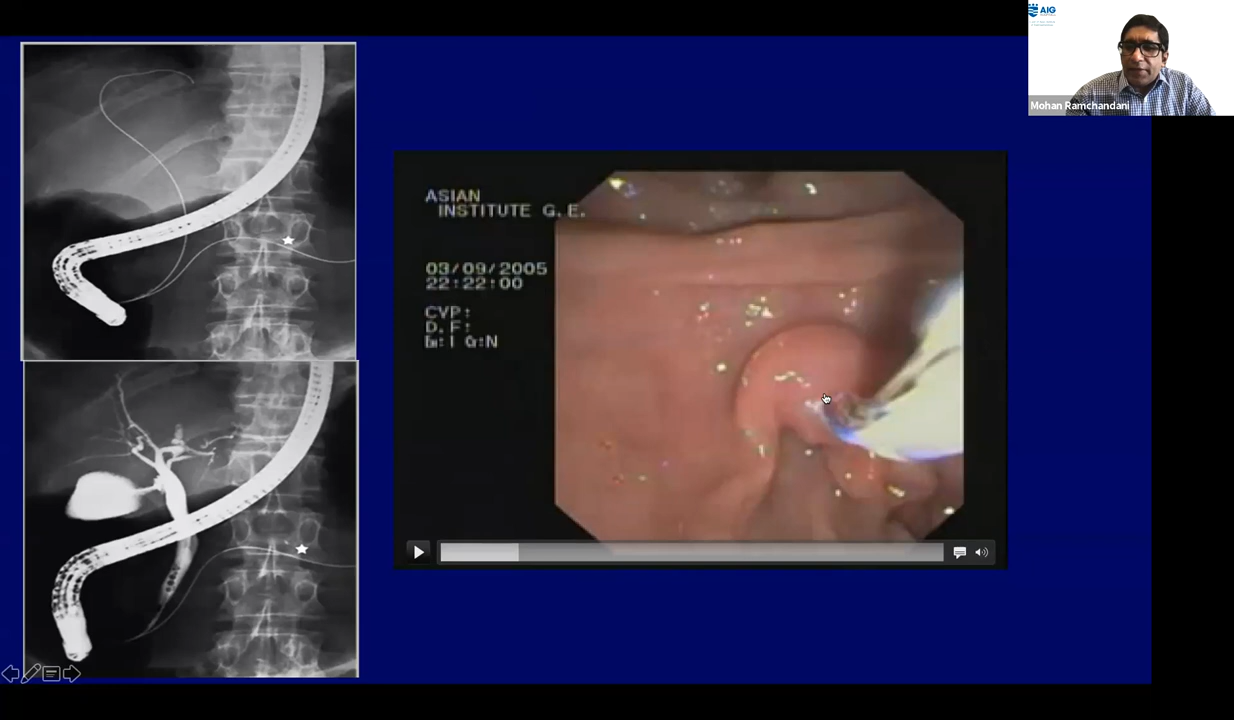 AIG
Mohan Ramchandani
ASIAN
INSTITUTE G.E.
03/09/2005
22:22:00
CVP:
D.F:
G:N